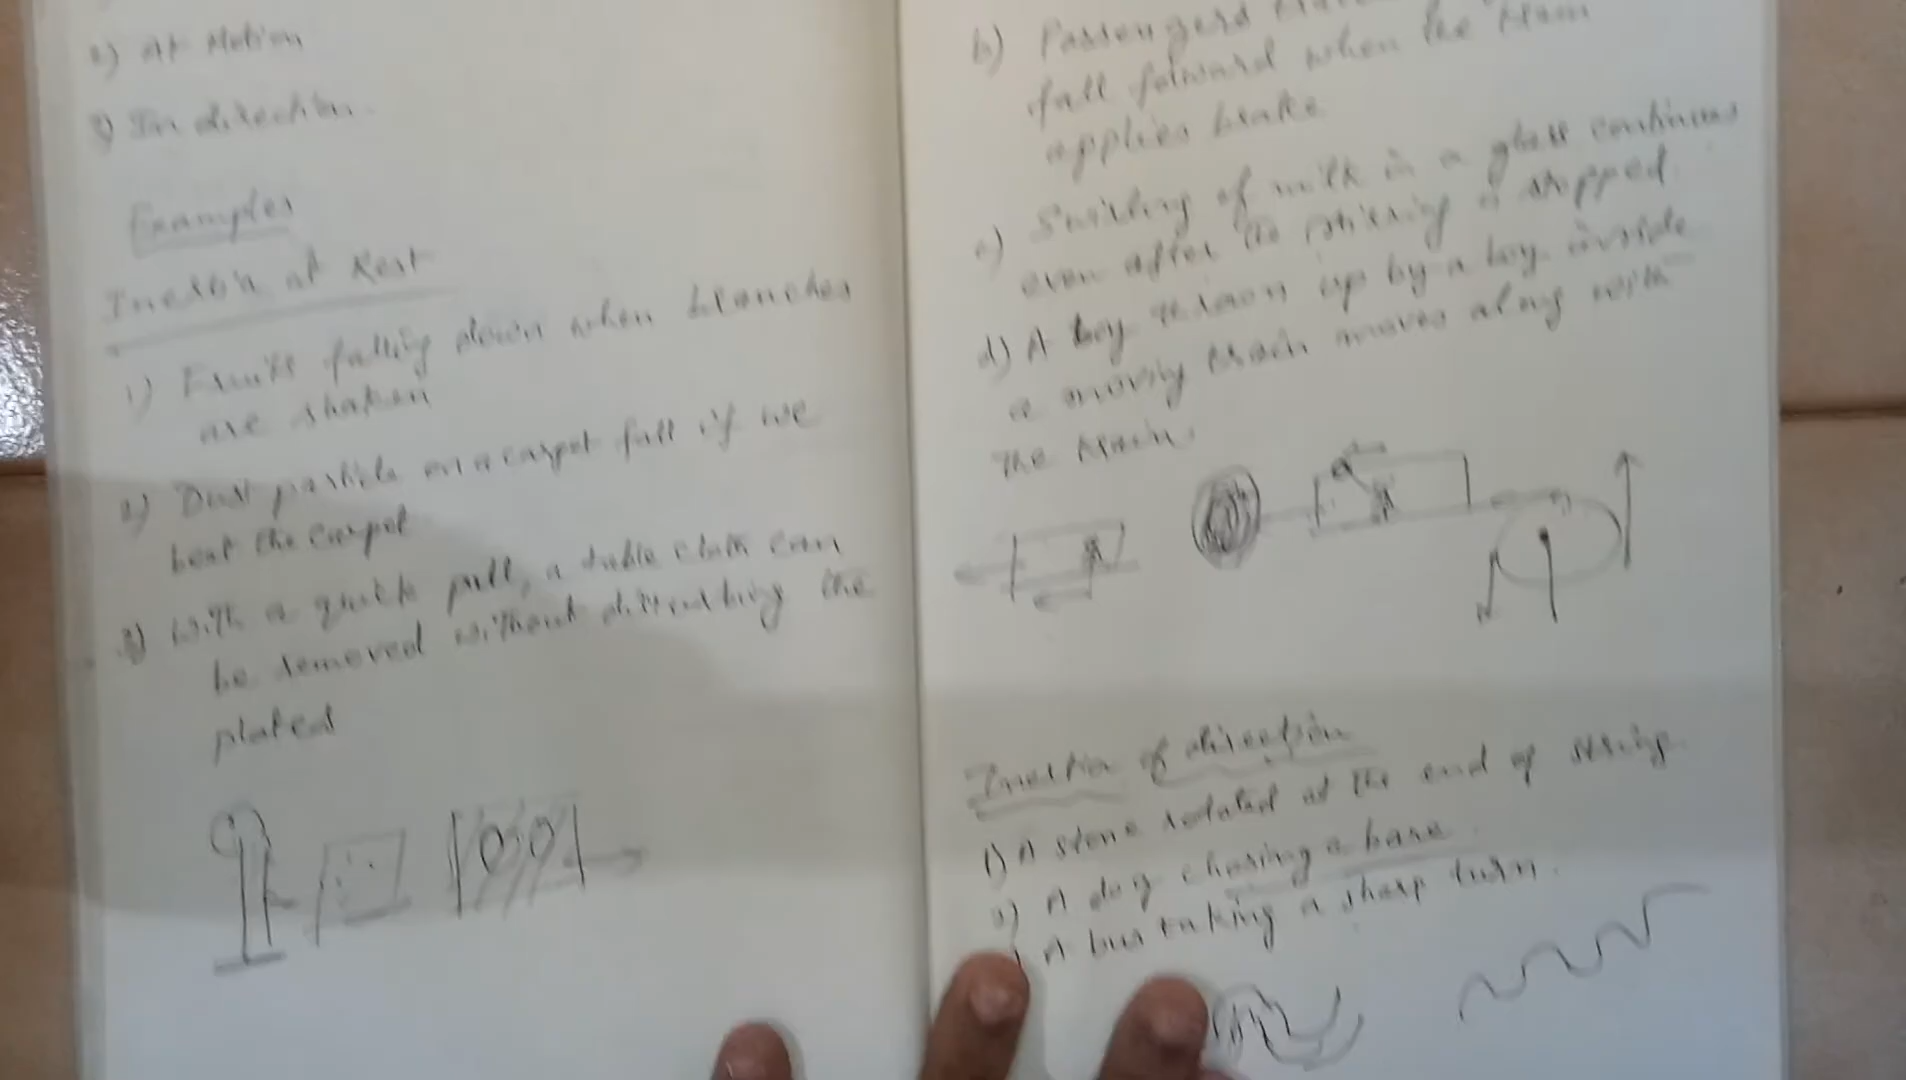 2) At Motion
3) In direction.
Examples
Inertia at Rest
1) Fruits falling down when branches
are shaken
2) Dust particle on a carpet fall if we
beat the carpet
3) With a quick pull, a table cloth can
be removed without disturbing the
plates
b) Passengers
fall forward when the train
applies brake
c) Swirling of milk in a glass continues
even after the stirring is stopped.
d) A boy thrown up by a boy inside
a moving train moves along with
the train.
Inertia of direction
1) A stone rotated at the end of string.
2) A dog chasing a hare.
A bus taking a sharp turn.